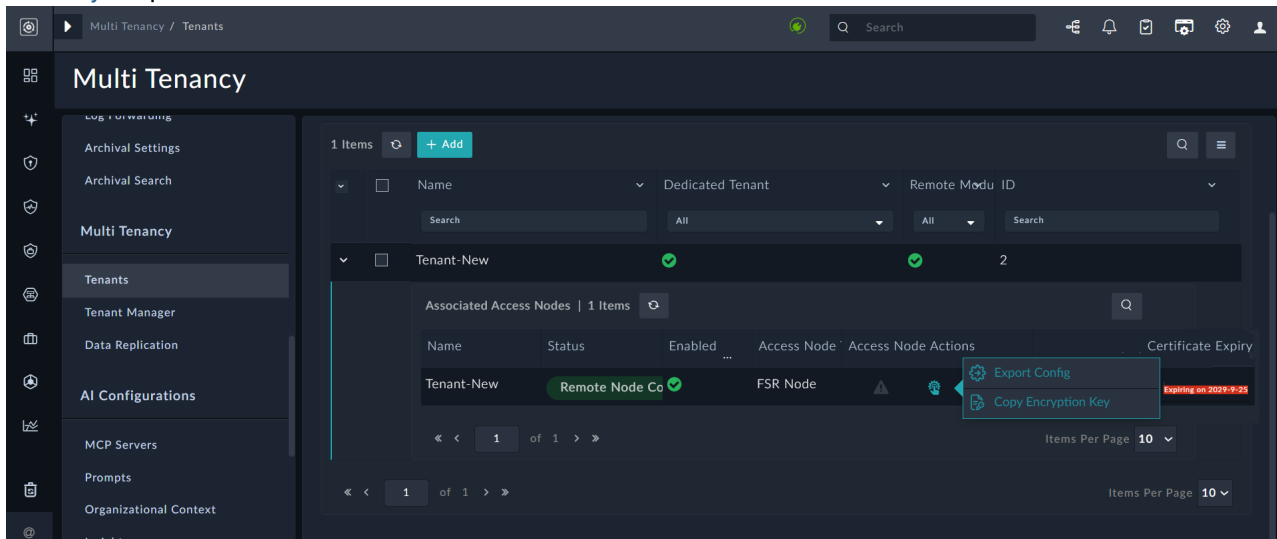 Multi Tenancy / Tenants
Search
Multi Tenancy
Log Forwarding
Archival Settings
Archival Search
Multi Tenancy
Tenants
Tenant Manager
Data Replication
AI Configurations
MCP Servers
Prompts
Organizational Context
1 Items
+ Add
Name Dedicated Tenant Remote Modu ID
Search All All Search
Tenant-New 2
Associated Access Nodes | 1 Items
Name Status Enabled ... Access Node Access Node Actions Certificate Expiry
Tenant-New Remote Node Co FSR Node Expiring on 2029-9-25
Export Config
Copy Encryption Key
« < 1 of 1 > » Items Per Page 10
« < 1 of 1 > » Items Per Page 10
@